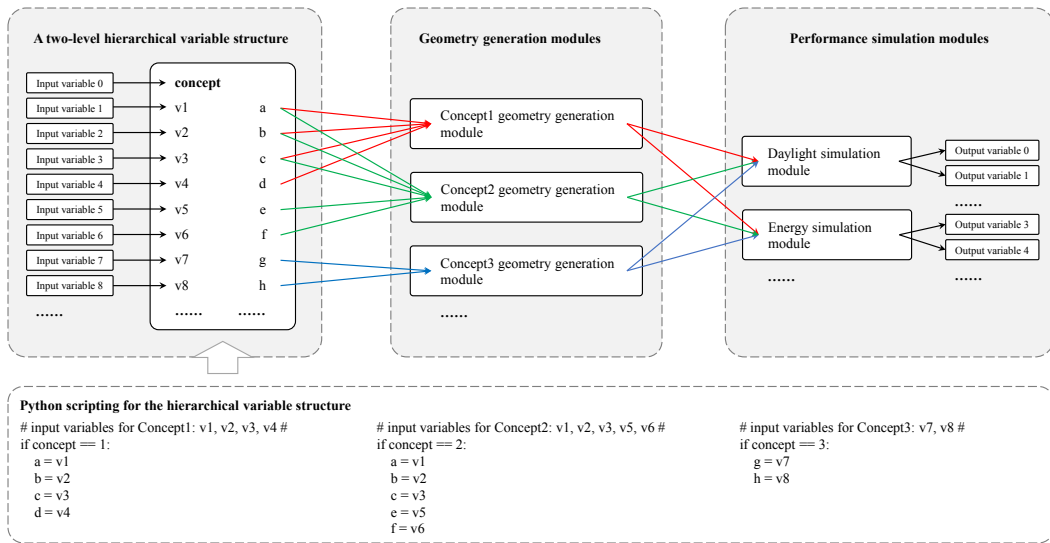 A two-level hierarchical variable structure
Input variable 0
Input variable 1
Input variable 2
Input variable 3
Input variable 4
Input variable 5
Input variable 6
Input variable 7
Input variable 8
......
concept
v1 a
v2 b
v3 c
v4 d
v5 e
v6 f
v7 g
v8 h
...... ......
Geometry generation modules
Concept1 geometry generation
module
Concept2 geometry generation
module
Concept3 geometry generation
module
......
Performance simulation modules
Daylight simulation
module
Energy simulation
module
......
Output variable 0
Output variable 1
......
Output variable 3
Output variable 4
......
Python scripting for the hierarchical variable structure
# input variables for Concept1: v1, v2, v3, v4 #
if concept == 1:
a = v1
b = v2
c = v3
d = v4
# input variables for Concept2: v1, v2, v3, v5, v6 #
if concept == 2:
a = v1
b = v2
c = v3
e = v5
f = v6
# input variables for Concept3: v7, v8 #
if concept == 3:
g = v7
h = v8